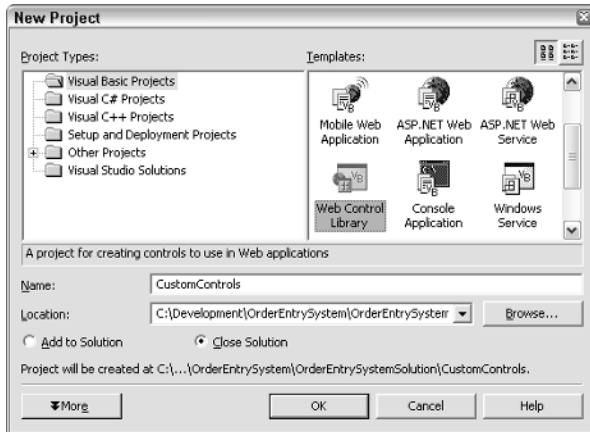 New Project
Project Types:
Templates:
Visual Basic Projects
Visual C# Projects
Visual C++ Projects
Setup and Deployment Projects
Other Projects
Visual Studio Solutions
Mobile Web
Application
ASP.NET Web
Application
ASP.NET Web
Service
Web Control
Library
Console
Application
Windows
Service
A project for creating controls to use in Web applications
Name:
CustomControls
Location:
C:\Development\OrderEntrySystem\OrderEntrySystem
Browse...
Add to Solution
Close Solution
Project will be created at C:\...\OrderEntrySystem\OrderEntrySystemSolution\CustomControls.
More
OK
Cancel
Help